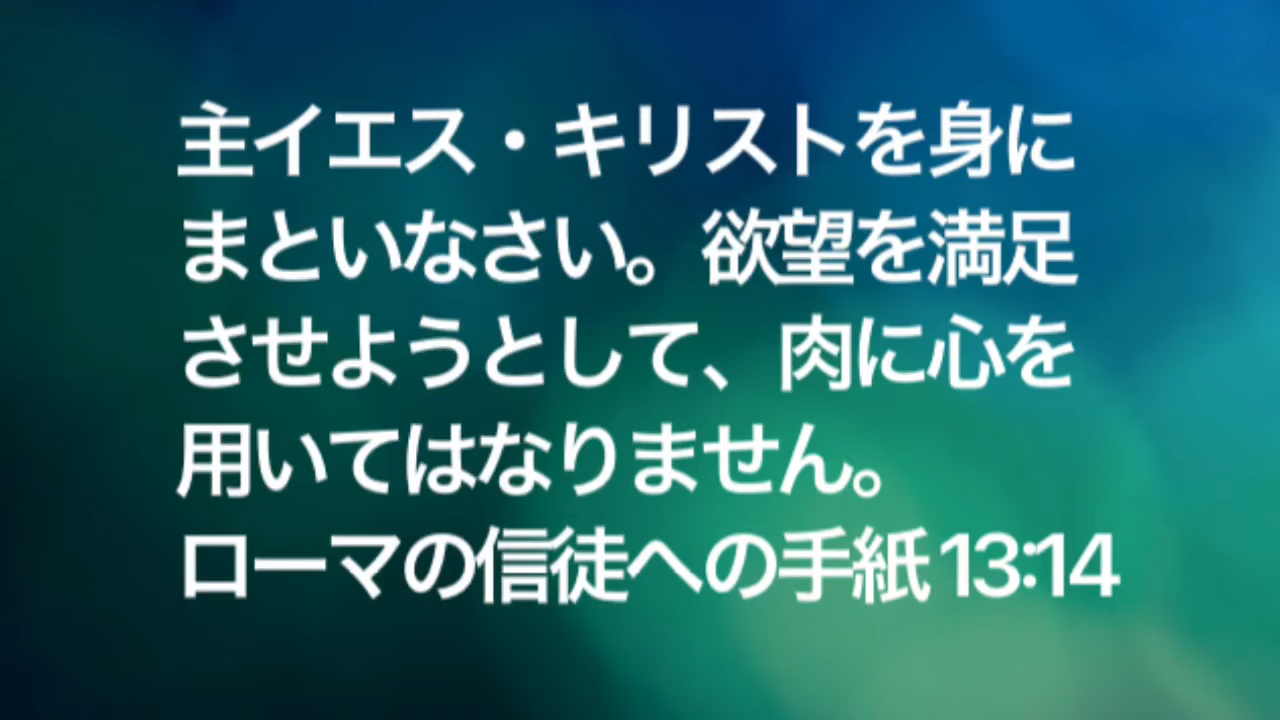 主イエス・キリストを身に
まといなさい。欲望を満足
させようとして、肉に心を
用いてはなりません。
ローマの信徒への手紙 13:14